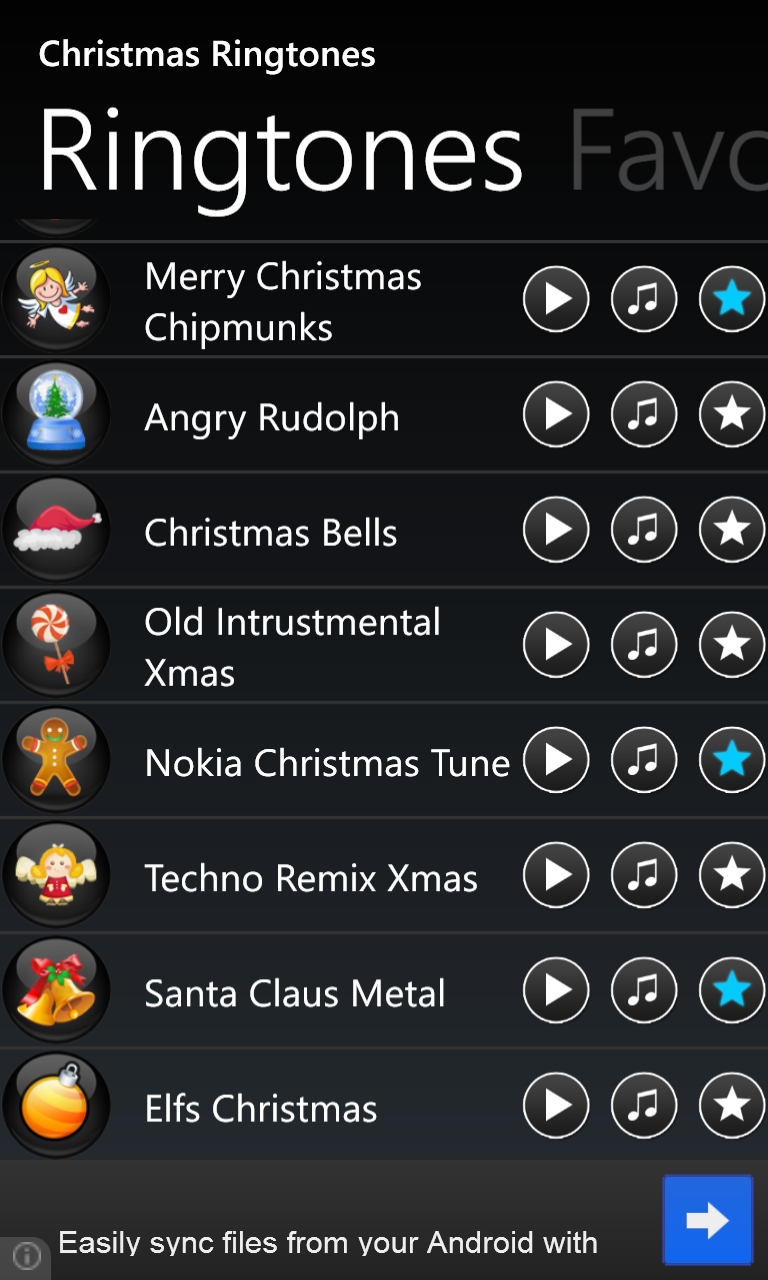 Christmas Ringtones
Ringtones Favo
Merry Christmas
Chipmunks
Angry Rudolph
Christmas Bells
Old Intrustmental
Xmas
Nokia Christmas Tune
Techno Remix Xmas
Santa Claus Metal
Elfs Christmas
Easily sync files from your Android with